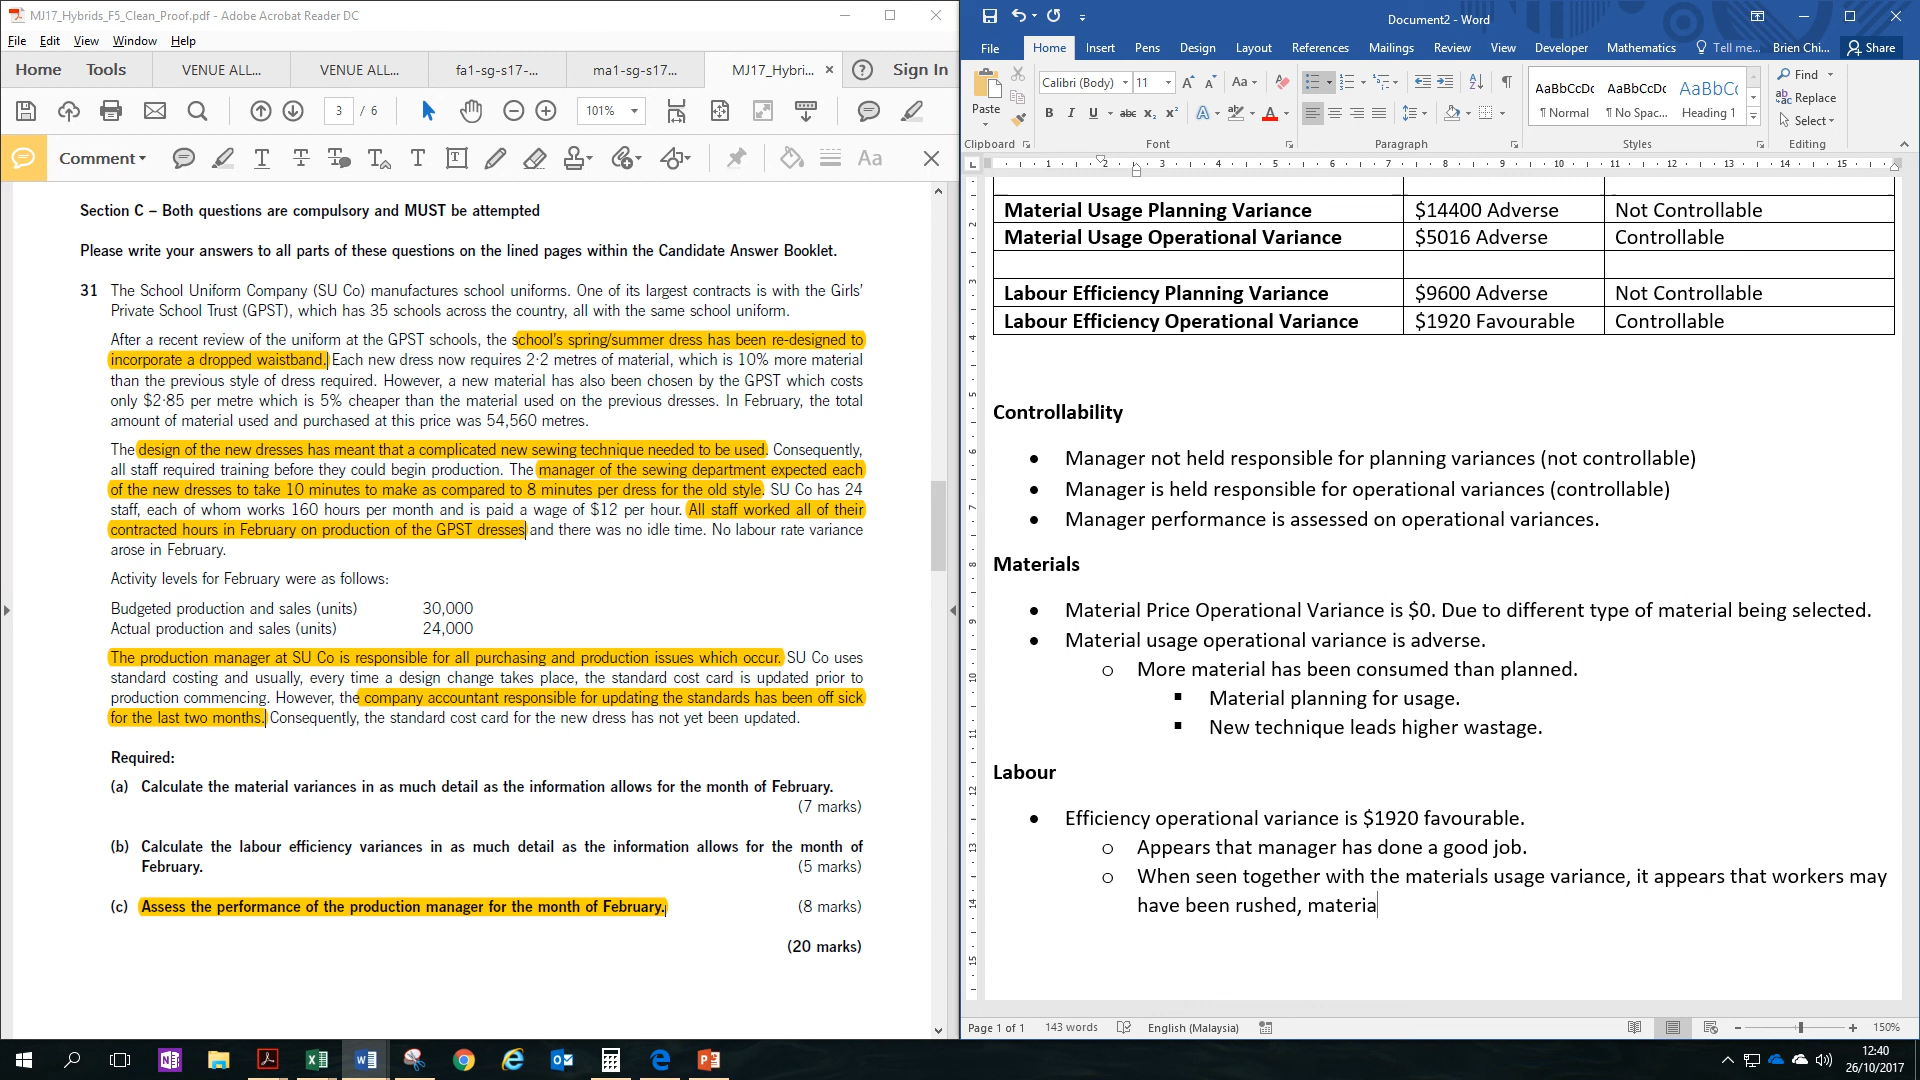 MJ17_Hybrids_F5_Clean_Proof.pdf - Adobe Acrobat Reader DC
File Edit View Window Help
Home Tools VENUE ALL... VENUE ALL... fa1-sg-s17-... ma1-sg-s17... MJ17_Hybri... × Sign In
3 / 6 101%
Comment
Section C – Both questions are compulsory and MUST be attempted
Please write your answers to all parts of these questions on the lined pages within the Candidate Answer Booklet.
31 The School Uniform Company (SU Co) manufactures school uniforms. One of its largest contracts is with the Girls’
Private School Trust (GPST), which has 35 schools across the country, all with the same school uniform.
After a recent review of the uniform at the GPST schools, the school’s spring/summer dress has been re-designed to
incorporate a dropped waistband. Each new dress now requires 2·2 metres of material, which is 10% more material
than the previous style of dress required. However, a new material has also been chosen by the GPST which costs
only $2·85 per metre which is 5% cheaper than the material used on the previous dresses. In February, the total
amount of material used and purchased at this price was 54,560 metres.
The design of the new dresses has meant that a complicated new sewing technique needed to be used. Consequently,
all staff required training before they could begin production. The manager of the sewing department expected each
of the new dresses to take 10 minutes to make as compared to 8 minutes per dress for the old style. SU Co has 24
staff, each of whom works 160 hours per month and is paid a wage of $12 per hour. All staff worked all of their
contracted hours in February on production of the GPST dresses and there was no idle time. No labour rate variance
arose in February.
Activity levels for February were as follows:
Budgeted production and sales (units) 30,000
Actual production and sales (units) 24,000
The production manager at SU Co is responsible for all purchasing and production issues which occur. SU Co uses
standard costing and usually, every time a design change takes place, the standard cost card is updated prior to
production commencing. However, the company accountant responsible for updating the standards has been off sick
for the last two months. Consequently, the standard cost card for the new dress has not yet been updated.
Required:
(a) Calculate the material variances in as much detail as the information allows for the month of February.
(7 marks)
(b) Calculate the labour efficiency variances in as much detail as the information allows for the month of
February. (5 marks)
(c) Assess the performance of the production manager for the month of February. (8 marks)
(20 marks)
Document2 - Word
File Home Insert Pens Design Layout References Mailings Review View Developer Mathematics Tell me... Brien Chi... Share
Paste Calibri (Body) 11 Aa AaBbCcDc AaBbCcDc AaBbCc Find
B I U abc x₂ x² A ¶ Normal ¶ No Spac... Heading 1 Replace
Select
Clipboard Font Paragraph Styles Editing
1 2 3 4 5 6 7 8 9 10 11 12 13 14 15
Material Usage Planning Variance $14400 Adverse Not Controllable
Material Usage Operational Variance $5016 Adverse Controllable
Labour Efficiency Planning Variance $9600 Adverse Not Controllable
Labour Efficiency Operational Variance $1920 Favourable Controllable
Controllability
• Manager not held responsible for planning variances (not controllable)
• Manager is held responsible for operational variances (controllable)
• Manager performance is assessed on operational variances.
Materials
• Material Price Operational Variance is $0. Due to different type of material being selected.
• Material usage operational variance is adverse.
o More material has been consumed than planned.
▪ Material planning for usage.
▪ New technique leads higher wastage.
Labour
• Efficiency operational variance is $1920 favourable.
o Appears that manager has done a good job.
o When seen together with the materials usage variance, it appears that workers may
have been rushed, materia
Page 1 of 1 143 words English (Malaysia) 150%
12:40
26/10/2017